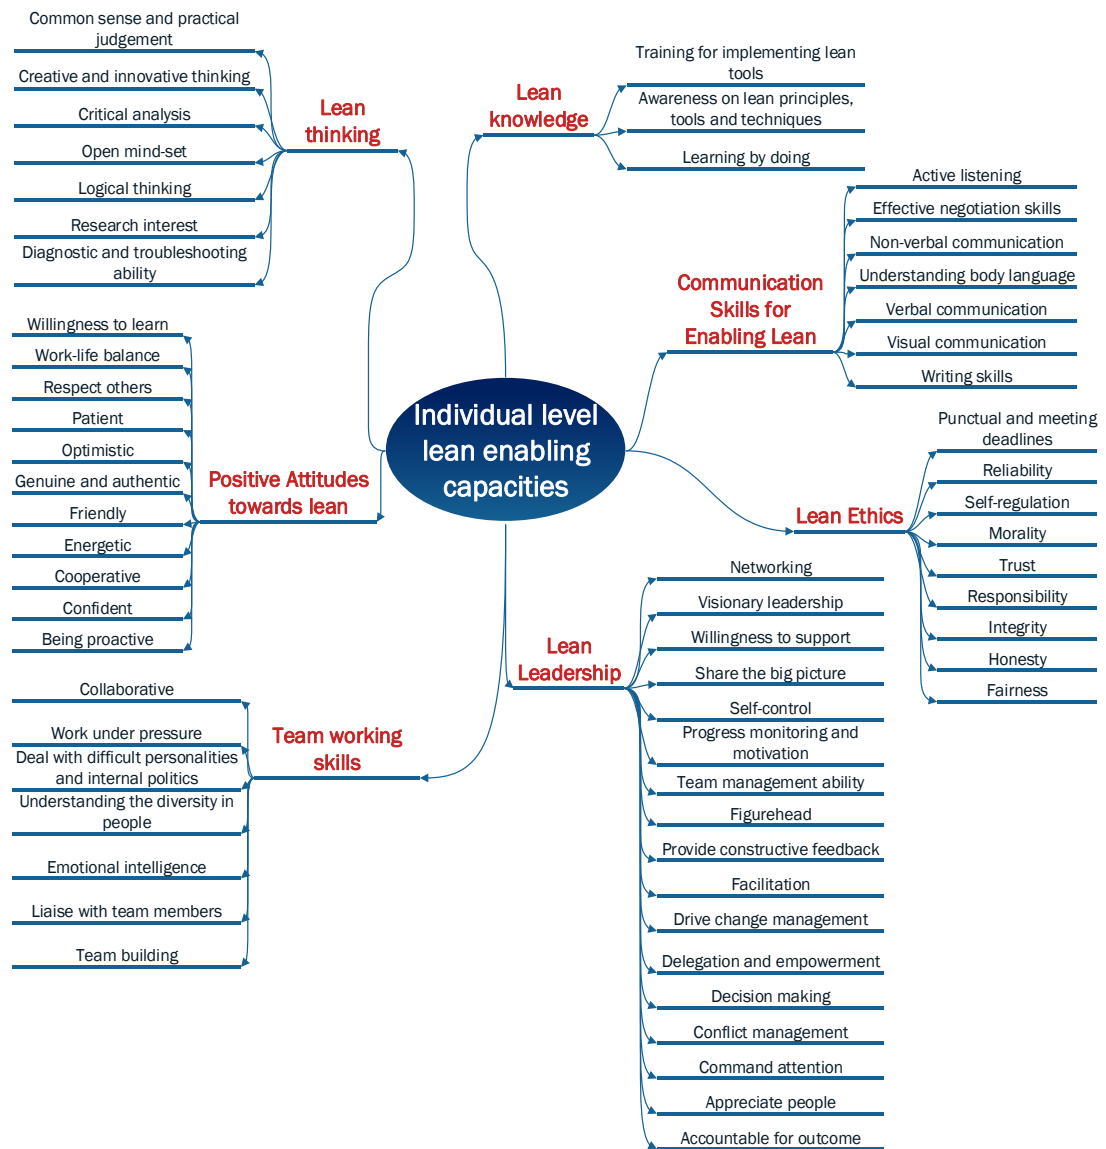 Individual level
lean enabling
capacities
Lean
thinking
Common sense and practical
judgement
Creative and innovative thinking
Critical analysis
Open mind-set
Logical thinking
Research interest
Diagnostic and troubleshooting
ability
Lean
knowledge
Training for implementing lean
tools
Awareness on lean principles,
tools and techniques
Learning by doing
Communication
Skills for
Enabling Lean
Active listening
Effective negotiation skills
Non-verbal communication
Understanding body language
Verbal communication
Visual communication
Writing skills
Positive Attitudes
towards lean
Willingness to learn
Work-life balance
Respect others
Patient
Optimistic
Genuine and authentic
Friendly
Energetic
Cooperative
Confident
Being proactive
Lean Ethics
Punctual and meeting
deadlines
Reliability
Self-regulation
Morality
Trust
Responsibility
Integrity
Honesty
Fairness
Lean
Leadership
Networking
Visionary leadership
Willingness to support
Share the big picture
Self-control
Progress monitoring and
motivation
Team management ability
Figurehead
Provide constructive feedback
Facilitation
Drive change management
Delegation and empowerment
Decision making
Conflict management
Command attention
Appreciate people
Accountable for outcome
Team working
skills
Collaborative
Work under pressure
Deal with difficult personalities
and internal politics
Understanding the diversity in
people
Emotional intelligence
Liaise with team members
Team building